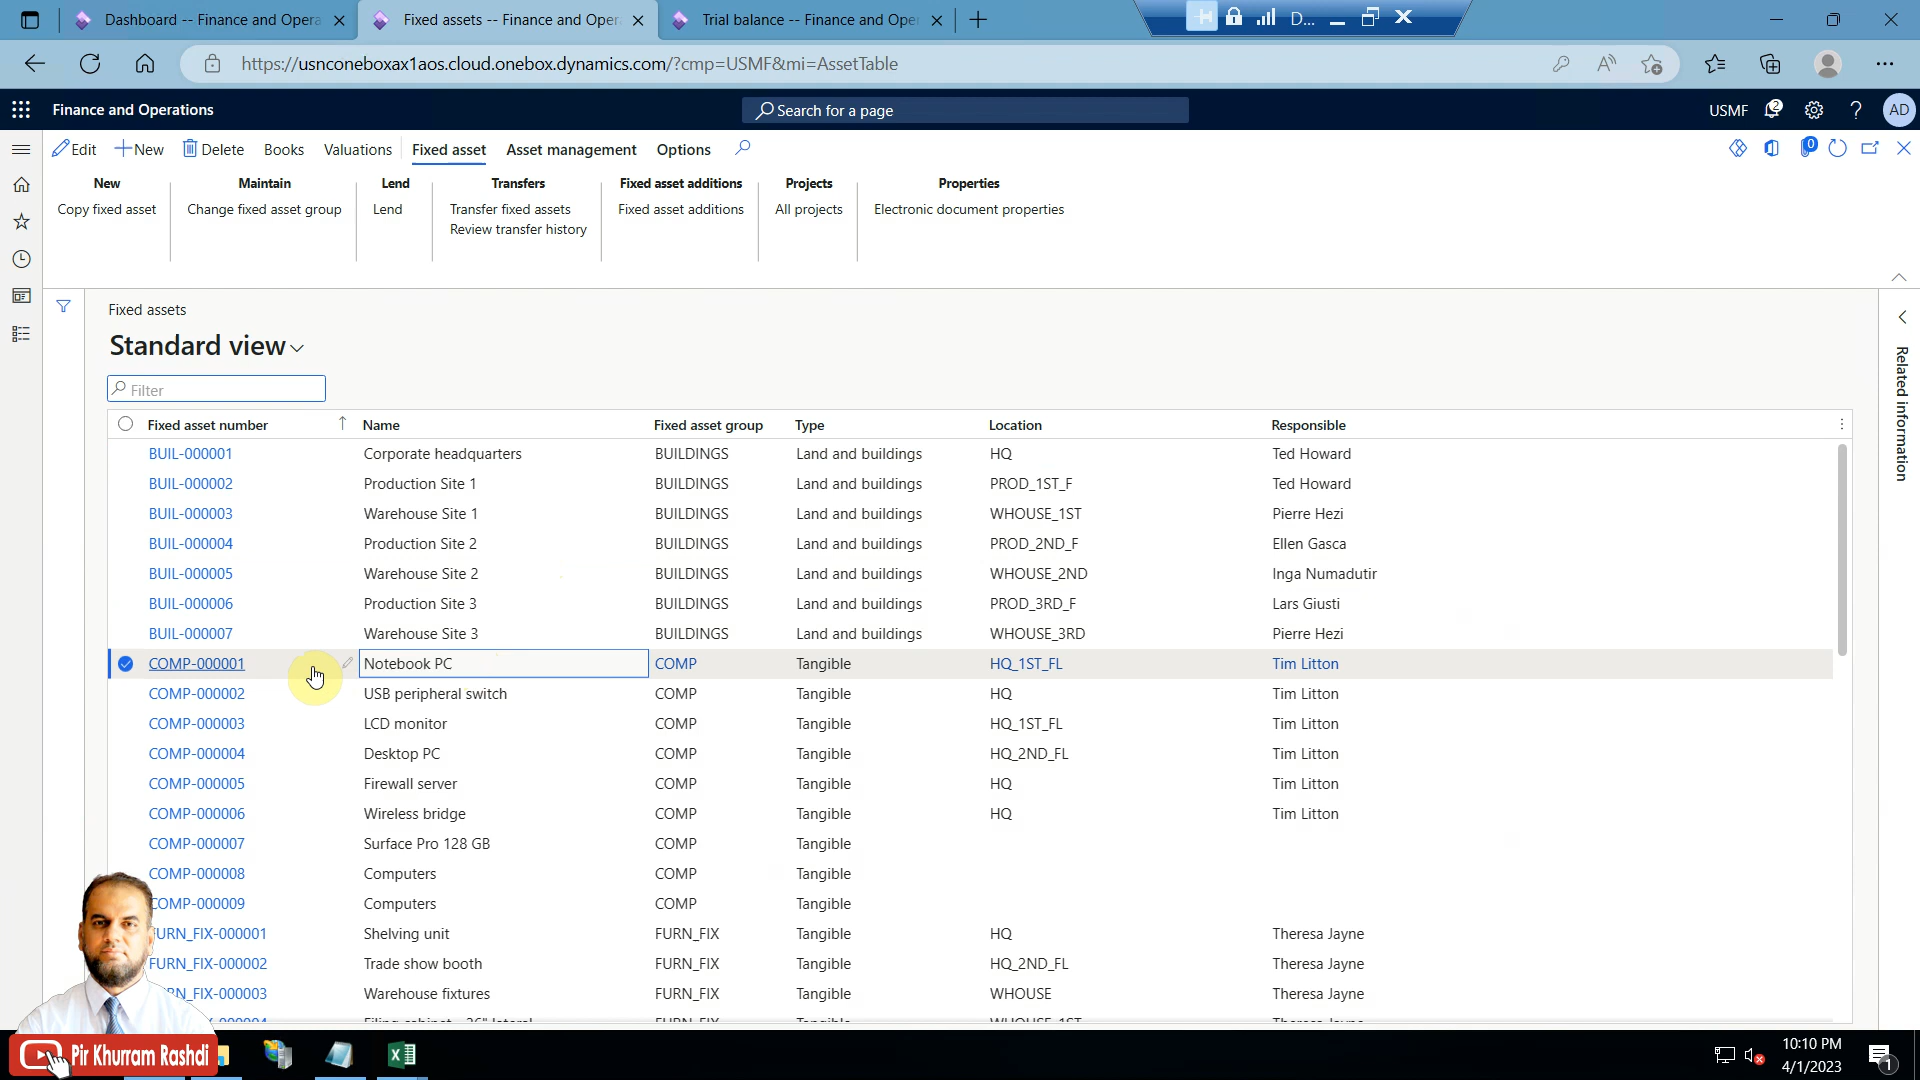 Dashboard -- Finance and Opera
Fixed assets -- Finance and Oper
Trial balance -- Finance and Ope
D...
https://usnconeboxax1aos.cloud.onebox.dynamics.com/?cmp=USMF&mi=AssetTable
Finance and Operations
Search for a page
USMF
2
?
AD
Edit
New
Delete
Books
Valuations
Fixed asset
Asset management
Options
0
New
Maintain
Lend
Transfers
Fixed asset additions
Projects
Properties
Copy fixed asset
Change fixed asset group
Lend
Transfer fixed assets
Fixed asset additions
All projects
Electronic document properties
Review transfer history
Fixed assets
Standard view
Filter
Related information
Fixed asset number Name Fixed asset group Type Location Responsible
BUIL-000001 Corporate headquarters BUILDINGS Land and buildings HQ Ted Howard
BUIL-000002 Production Site 1 BUILDINGS Land and buildings PROD_1ST_F Ted Howard
BUIL-000003 Warehouse Site 1 BUILDINGS Land and buildings WHOUSE_1ST Pierre Hezi
BUIL-000004 Production Site 2 BUILDINGS Land and buildings PROD_2ND_F Ellen Gasca
BUIL-000005 Warehouse Site 2 BUILDINGS Land and buildings WHOUSE_2ND Inga Numadutir
BUIL-000006 Production Site 3 BUILDINGS Land and buildings PROD_3RD_F Lars Giusti
BUIL-000007 Warehouse Site 3 BUILDINGS Land and buildings WHOUSE_3RD Pierre Hezi
COMP-000001 Notebook PC COMP Tangible HQ_1ST_FL Tim Litton
COMP-000002 USB peripheral switch COMP Tangible HQ Tim Litton
COMP-000003 LCD monitor COMP Tangible HQ_1ST_FL Tim Litton
COMP-000004 Desktop PC COMP Tangible HQ_2ND_FL Tim Litton
COMP-000005 Firewall server COMP Tangible HQ Tim Litton
COMP-000006 Wireless bridge COMP Tangible HQ Tim Litton
COMP-000007 Surface Pro 128 GB COMP Tangible
COMP-000008 Computers COMP Tangible
COMP-000009 Computers COMP Tangible
FURN_FIX-000001 Shelving unit FURN_FIX Tangible HQ Theresa Jayne
FURN_FIX-000002 Trade show booth FURN_FIX Tangible HQ_2ND_FL Theresa Jayne
RN_FIX-000003 Warehouse fixtures FURN_FIX Tangible WHOUSE Theresa Jayne
Pir Khurram Rashdi
10:10 PM
4/1/2023
1